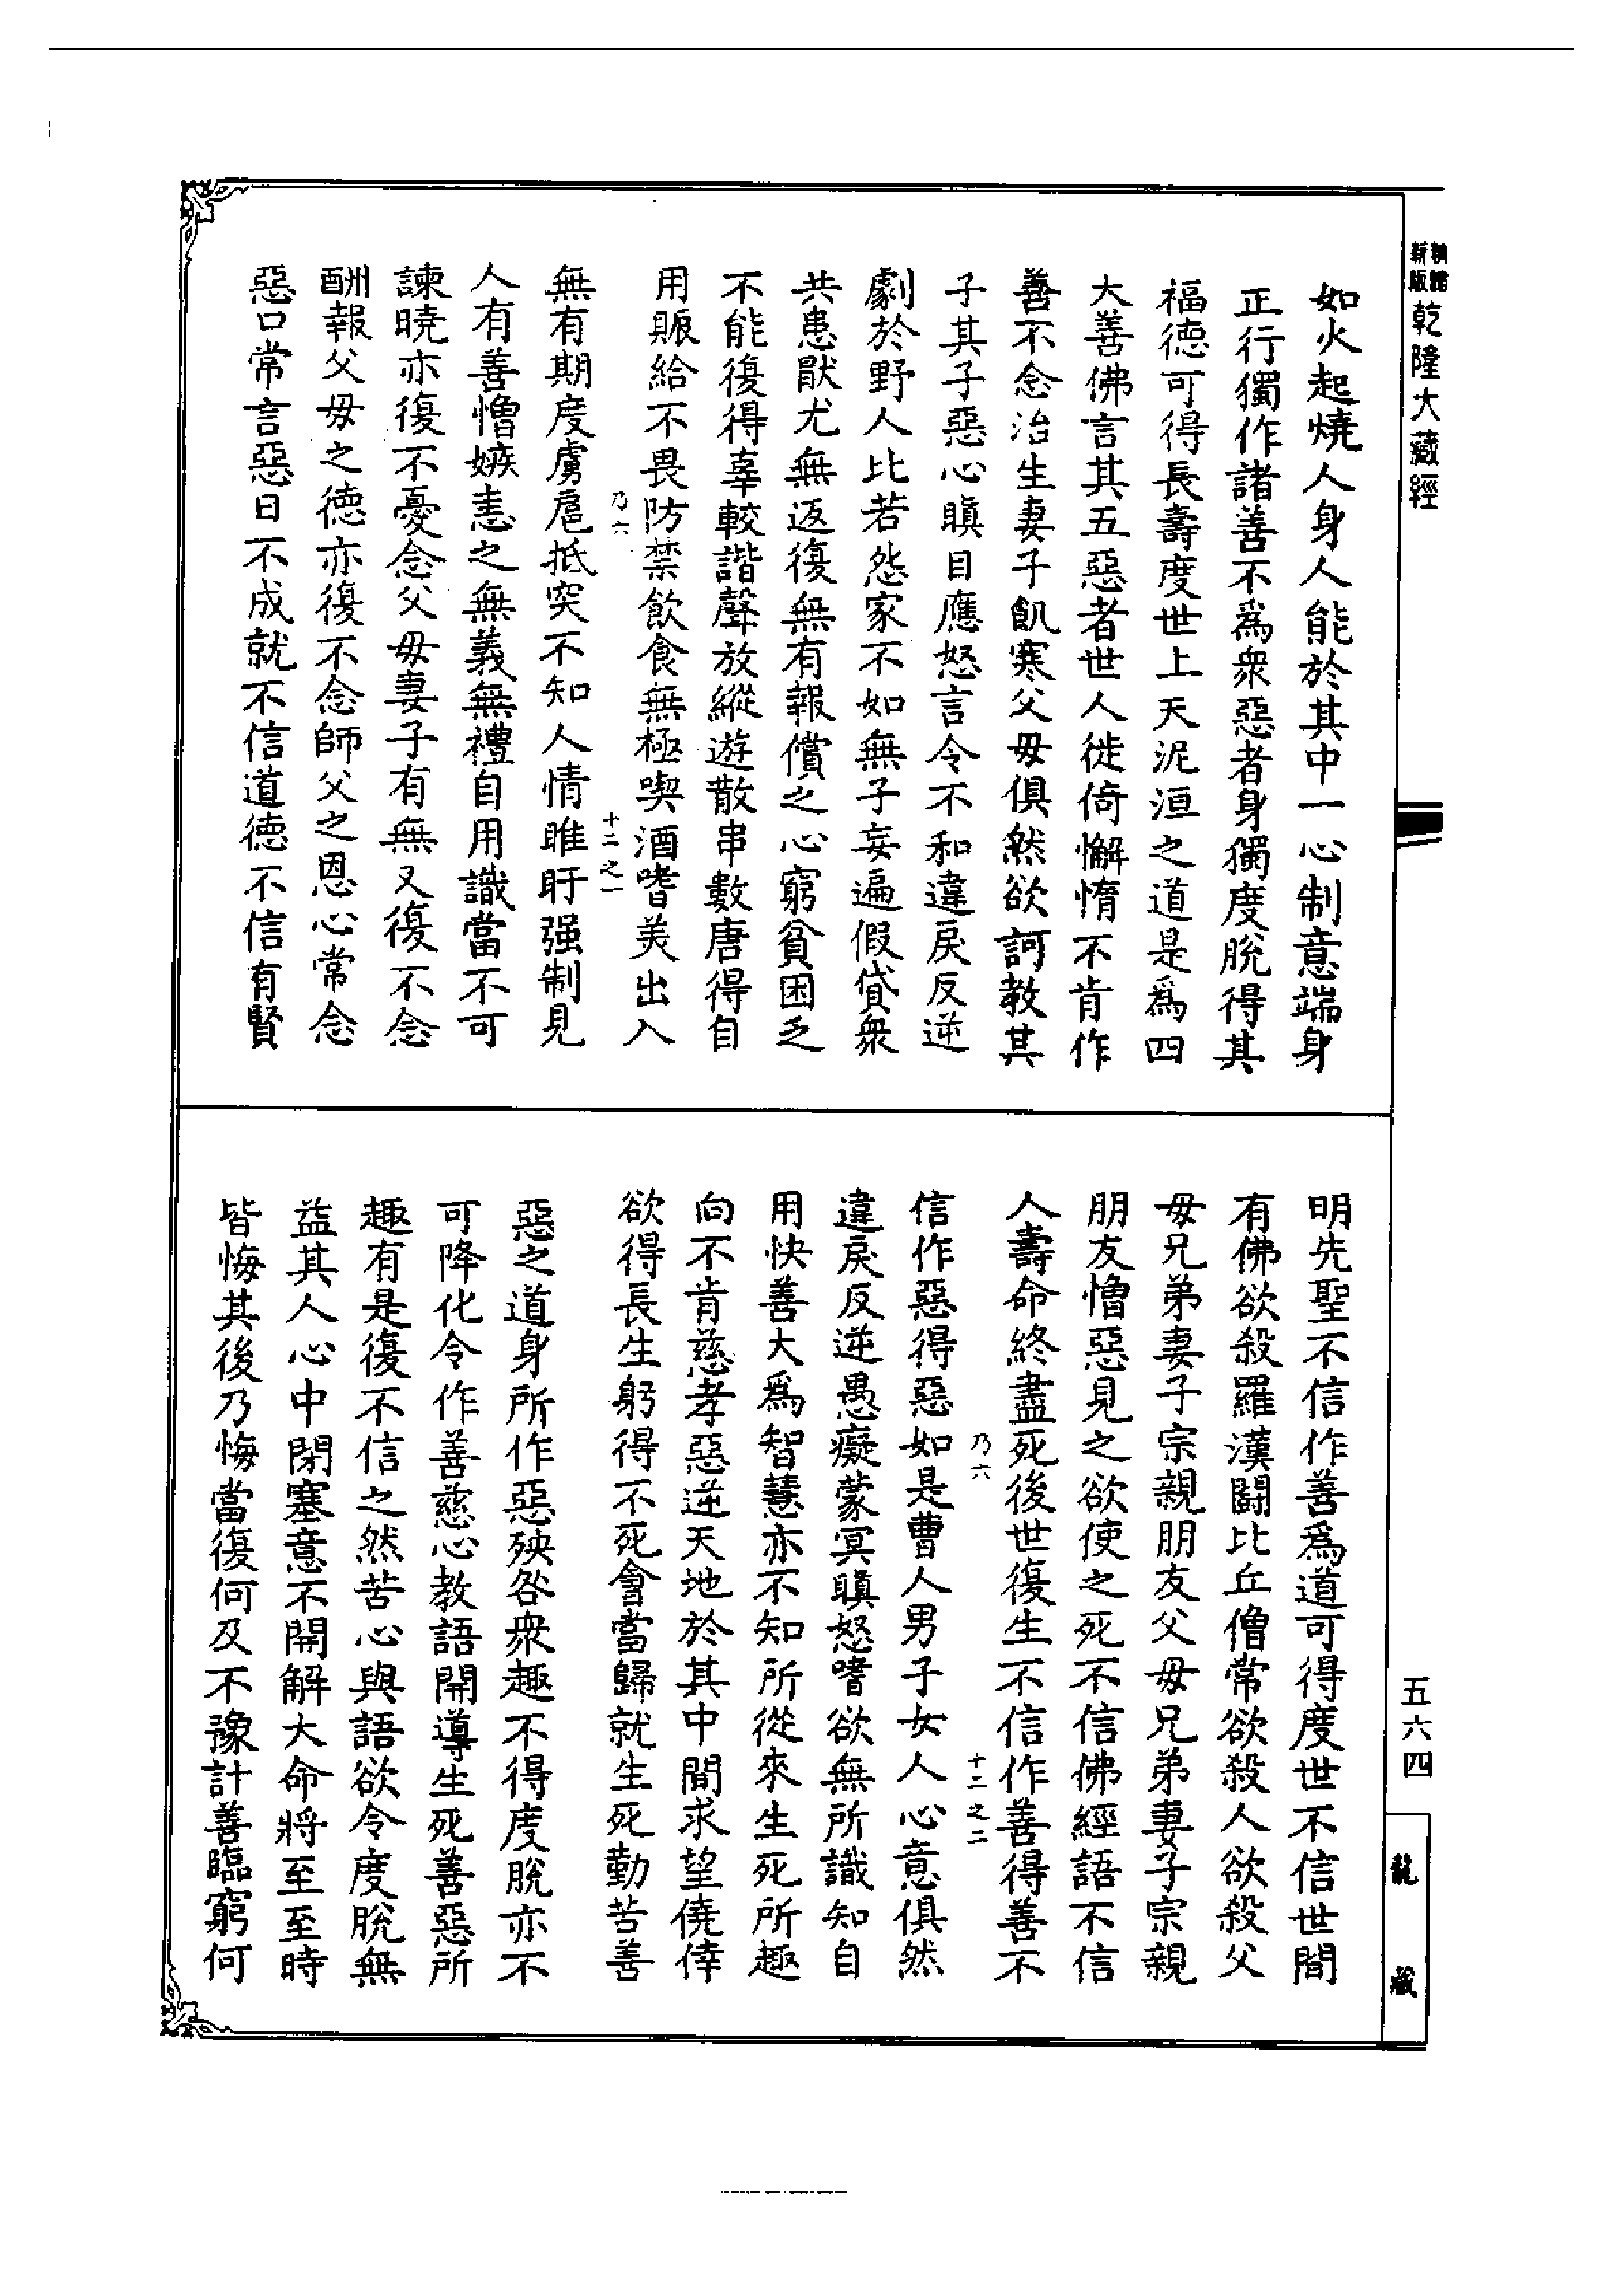 新版
乾隆大藏經
如火起燒人身人能於其中一心制意端身
正行獨作諸善不爲衆惡者身獨度脫得其
福德可得長壽度世上天泥洹之道是爲四
大善佛言其五惡者世人徙倚懈惰不肯作
善不念治生妻子飢寒父毋俱然欲訶教其
子其子惡心瞋目應怒言令不和違戾反逆
劇於野人比若怨家不如無子妄遍假貸衆
共患厭尤無返復無有報償之心窮貧困乏
不能復得辜較諧聲放縱遊散串數唐得自
用賑給不畏防禁飲食無極喫酒嗜美出入
乃六
十二之一
無有期度虜扈抵突不知人情睢盱强制見
人有善憎嫉恚之無義無禮自用識當不可
諫曉亦復不憂念父毋妻子有無又復不念
酬報父毋之德亦復不念師父之恩心常念
惡口常言惡日不成就不信道德不信有賢
明先聖不信作善爲道可得度世不信世間
有佛欲殺羅漢鬬比丘僧常欲殺人欲殺父
毋兄弟妻子宗親朋友父毋兄弟妻子宗親
朋友憎惡見之欲使之死不信佛經語不信
人壽命終盡死後世復生不信作善得善不
乃六
十二之二
信作惡得惡如是曹人男子女人心意俱然
違戾反逆愚癡蒙冥瞋怒嗜欲無所識知自
用快善大爲智慧亦不知所從來生死所趣
向不肯慈孝惡逆天地於其中間求望僥倖
欲得長生躬得不死會當歸就生死勤苦善
惡之道身所作惡殃咎衆趣不得度脫亦不
可降化令作善慈心教語開導生死善惡所
趣有是復不信之然苦心與語欲令度脫無
益其人心中閉塞意不開解大命將至至時
皆悔其後乃悔當復何及不豫計善臨窮何
五六四
龍藏